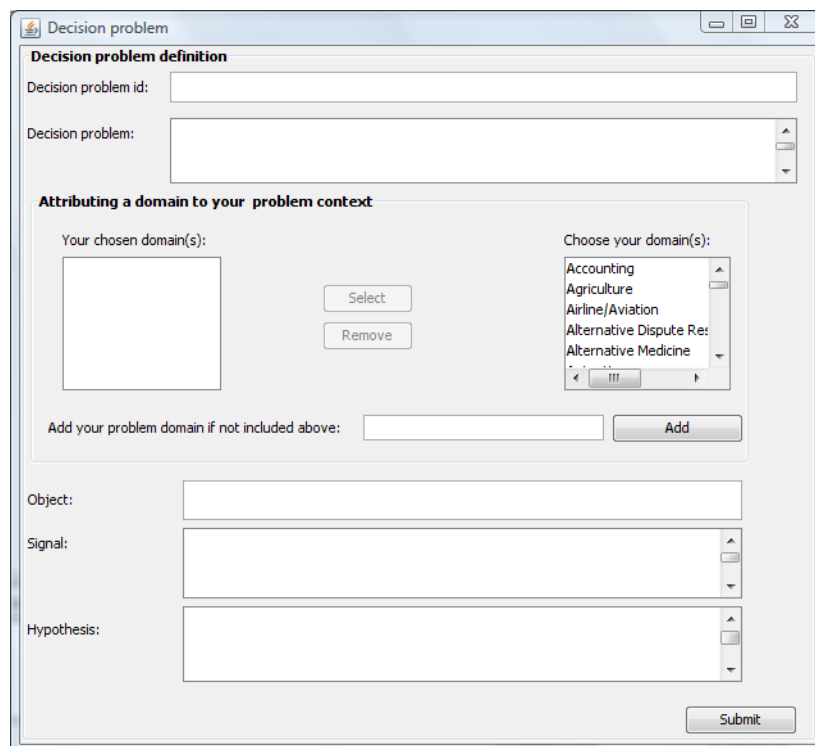 Decision problem
Decision problem definition
Decision problem id:
Decision problem:
Attributing a domain to your problem context
Your chosen domain(s):
Choose your domain(s):
Accounting
Agriculture
Airline/Aviation
Alternative Dispute Res
Alternative Medicine
Select
Remove
Add your problem domain if not included above:
Add
Object:
Signal:
Hypothesis:
Submit